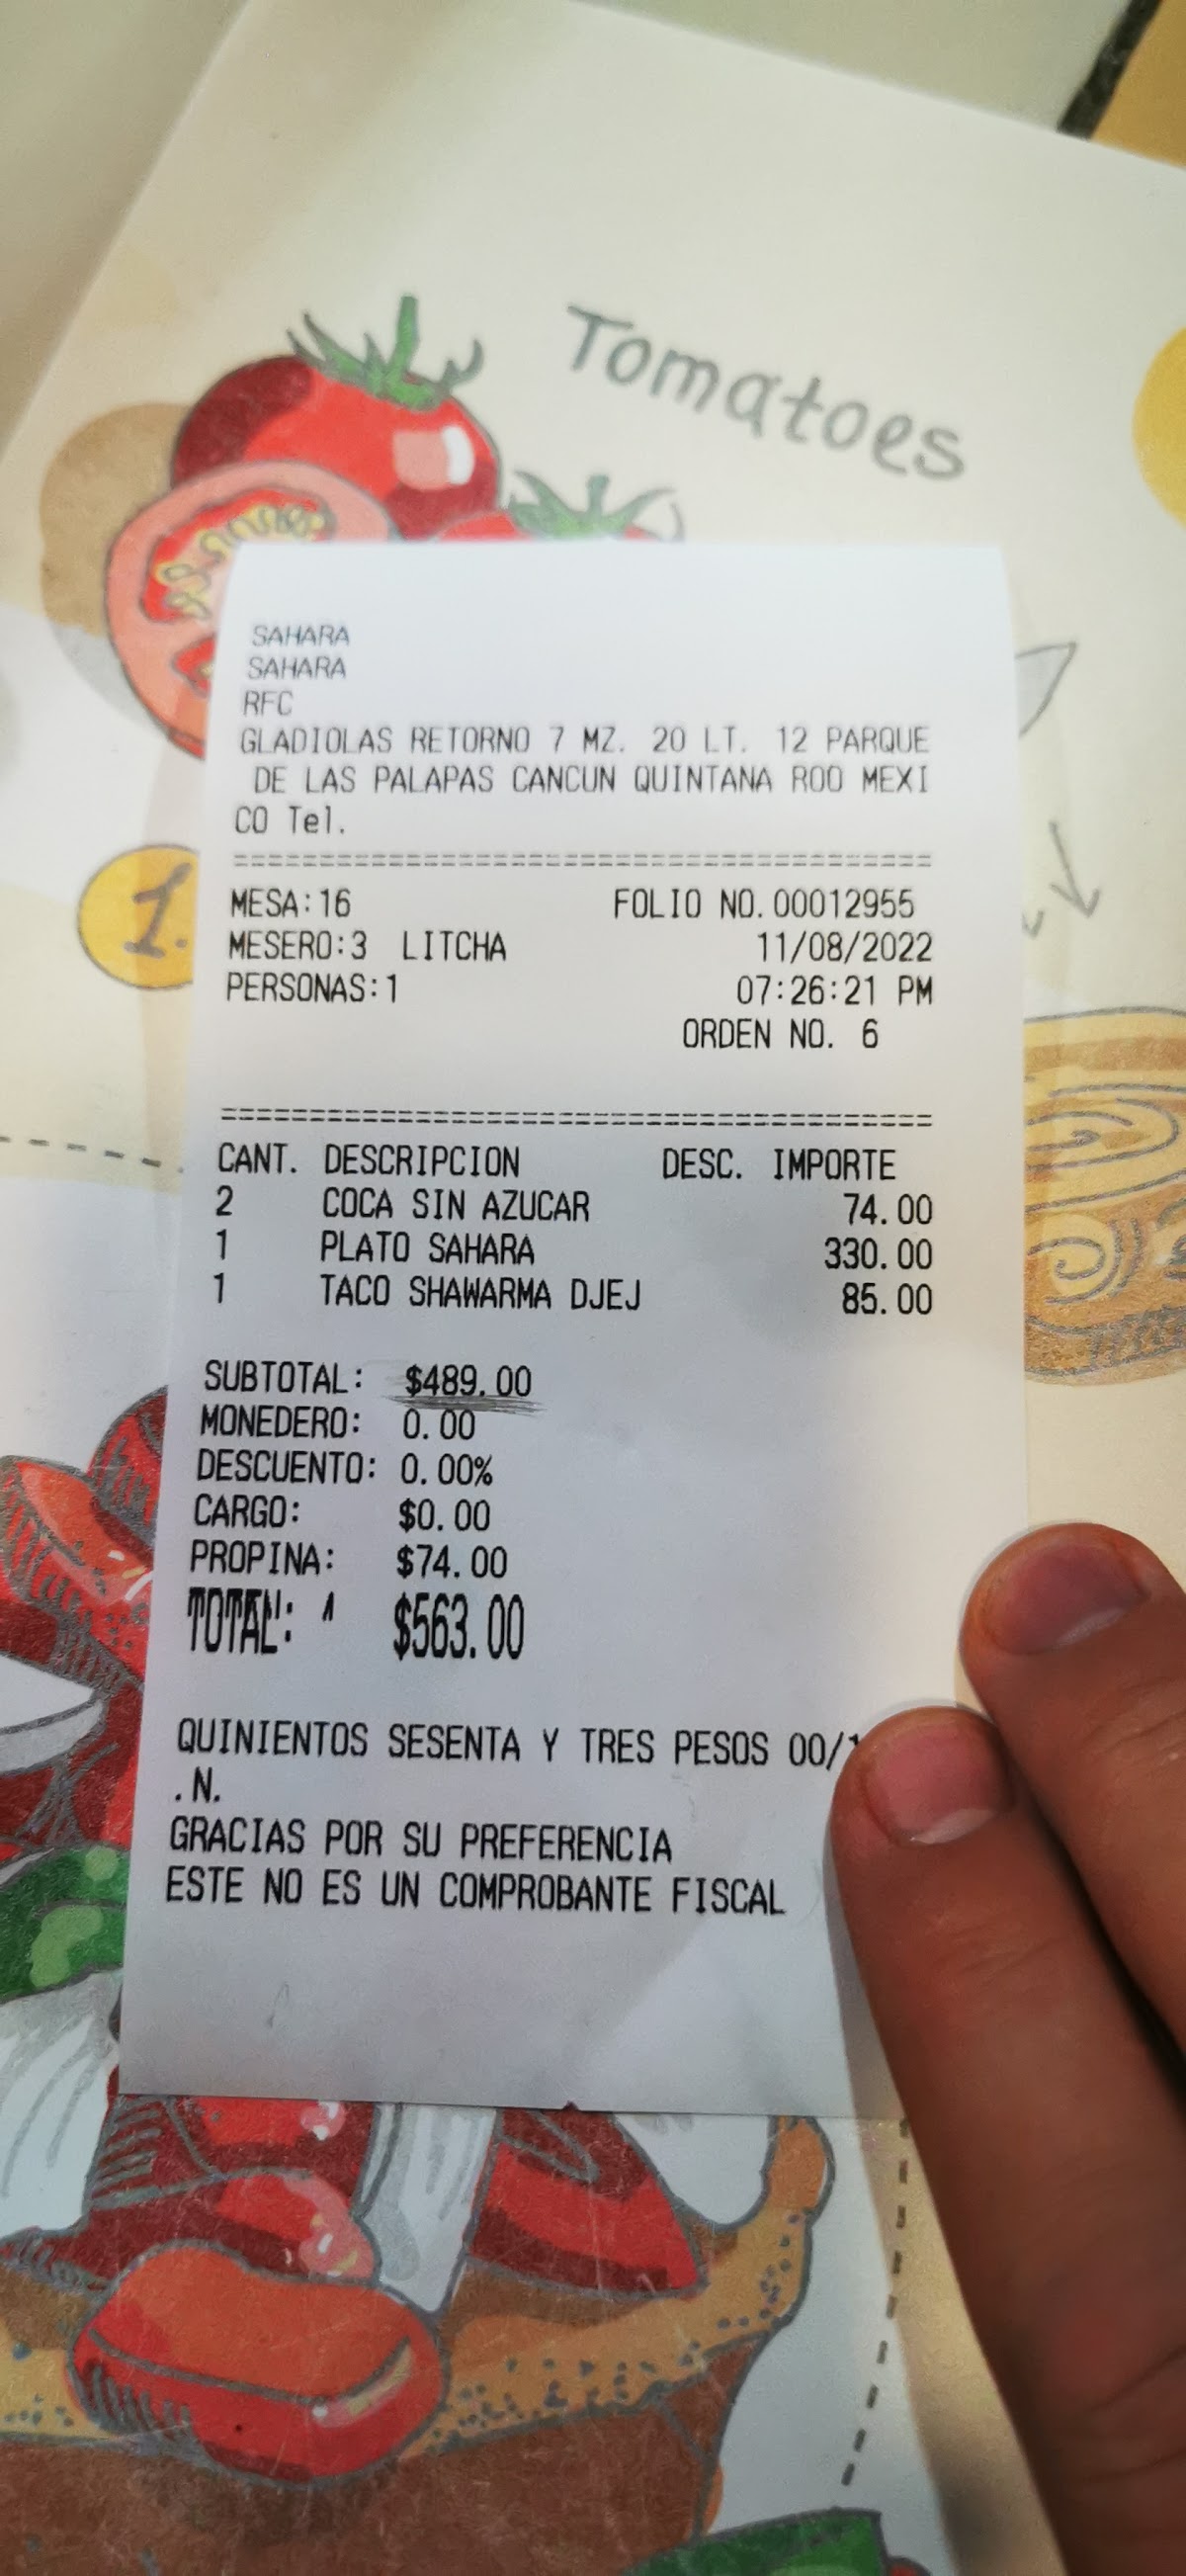 Tomatoes
SAHARA
SAHARA
RFC
GLADIOLAS RETORNO 7 MZ. 20 LT. 12 PARQUE
DE LAS PALAPAS CANCUN QUINTANA ROO MEXI
CO Tel.
========================================
1.
MESA:16 FOLIO NO.00012955
MESERO:3 LITCHA 11/08/2022
PERSONAS:1 07:26:21 PM
ORDEN NO. 6
========================================
CANT. DESCRIPCION DESC. IMPORTE
2 COCA SIN AZUCAR 74.00
1 PLATO SAHARA 330.00
1 TACO SHAWARMA DJEJ 85.00
SUBTOTAL: $489.00
MONEDERO: 0.00
DESCUENTO: 0.00%
CARGO: $0.00
PROPINA: $74.00
TOTAL: $563.00
QUINIENTOS SESENTA Y TRES PESOS 00/
.N.
GRACIAS POR SU PREFERENCIA
ESTE NO ES UN COMPROBANTE FISCAL